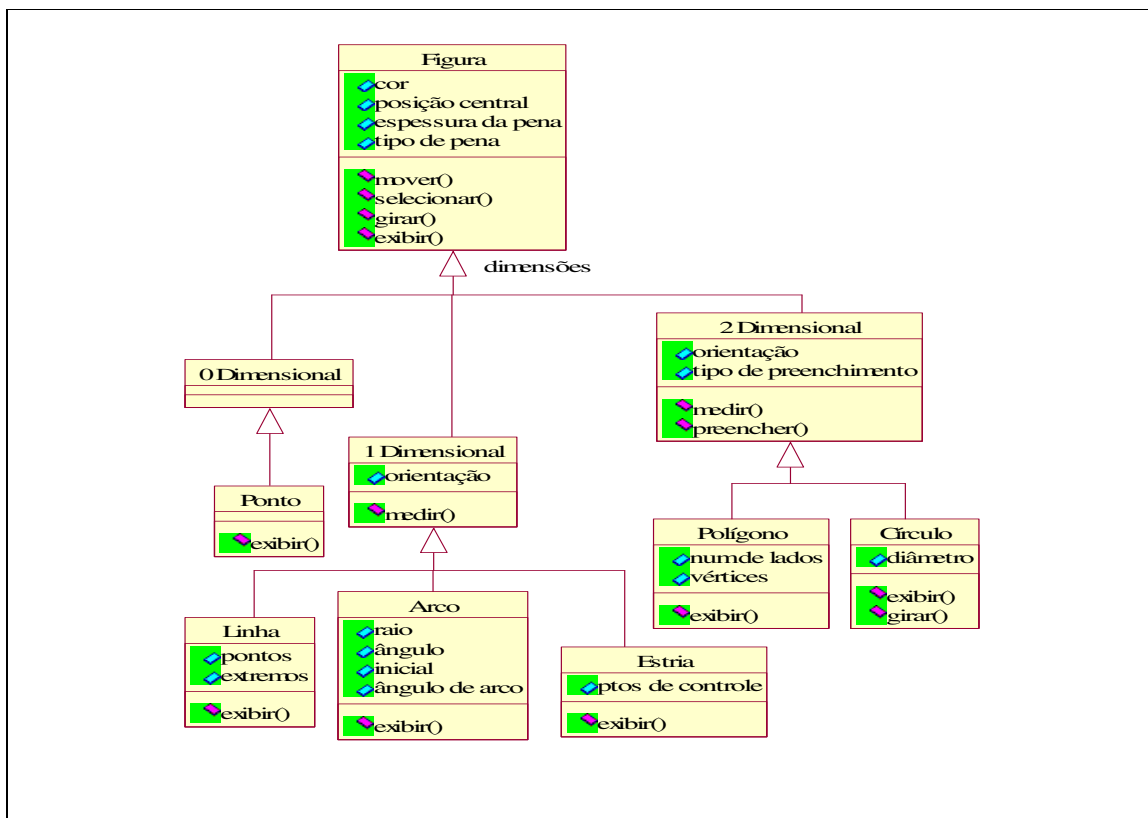 Figura
cor
posição central
espessura da pena
tipo de pena
mover()
selecionar()
girar()
exibir()
dimensões
2 Dimensional
orientação
tipo de preenchimento
medir()
preencher()
0 Dimensional
1 Dimensional
orientação
medir()
Ponto
exibir()
Polígono
num de lados
vértices
exibir()
Círculo
diâmetro
exibir()
girar()
Linha
pontos
extremos
exibir()
Arco
raio
ângulo
inicial
ângulo de arco
exibir()
Estria
ptos de controle
exibir()